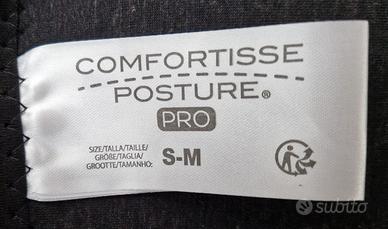 COMFORTISSE
POSTURE®
PRO
SIZE/TALLA/TAILLE/
GRÖßE/TAGLIA/
GROOTTE/TAMANHO:
S-M
subito